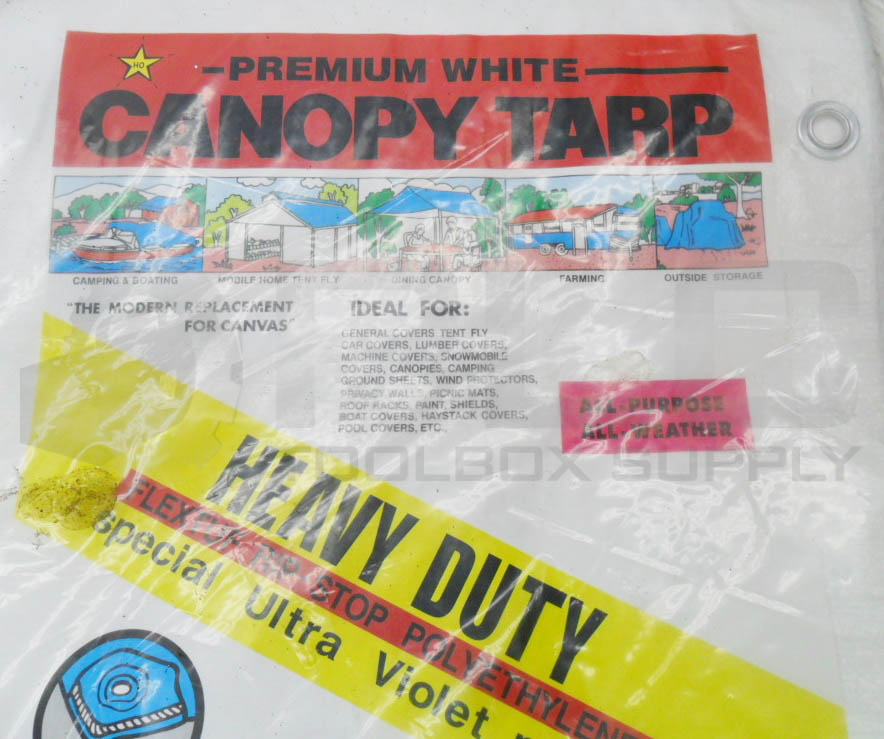 HO
PREMIUM WHITE
CANOPY TARP
CAMPING & BOATING MOBILE HOME TENT FLY DINING CANOPY FARMING OUTSIDE STORAGE
"THE MODERN REPLACEMENT
FOR CANVAS"
IDEAL FOR:
GENERAL COVERS TENT FLY
CAR COVERS, LUMBER COVERS,
MACHINE COVERS, SNOWMOBILE
COVERS, CANOPIES, CAMPING
GROUND SHEETS, WIND PROTECTORS,
PRIVACY WALLS, PICNIC MATS,
ROOF RACKS, PAINT, SHIELDS,
BOAT COVERS, HAYSTACK COVERS,
POOL COVERS, ETC.,
ALL-PURPOSE
ALL-WEATHER
TOOLBOX SUPPLY
HEAVY DUTY
STOP POLYETHYLENE
special Ultra Violet